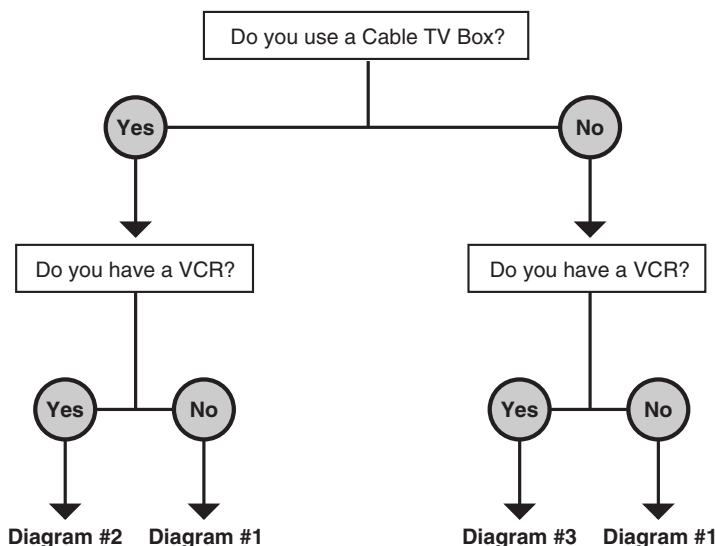 Do you use a Cable TV Box?
Yes
No
Do you have a VCR?
Do you have a VCR?
Yes
No
Yes
No
Diagram #2
Diagram #1
Diagram #3
Diagram #1